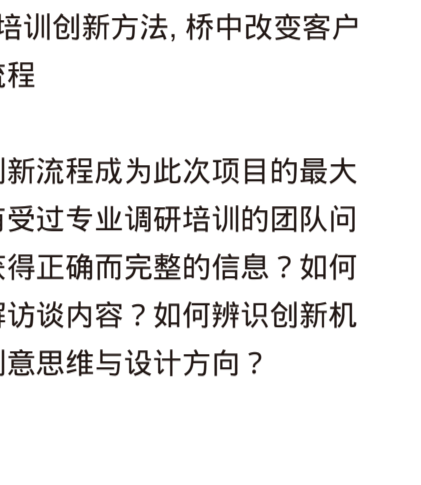 培训创新方法, 桥中改变客户
流程
新流程成为此次项目的最大
受过专业调研培训的团队问
得正确而完整的信息？如何
访谈内容？如何辨识创新机
意思维与设计方向？